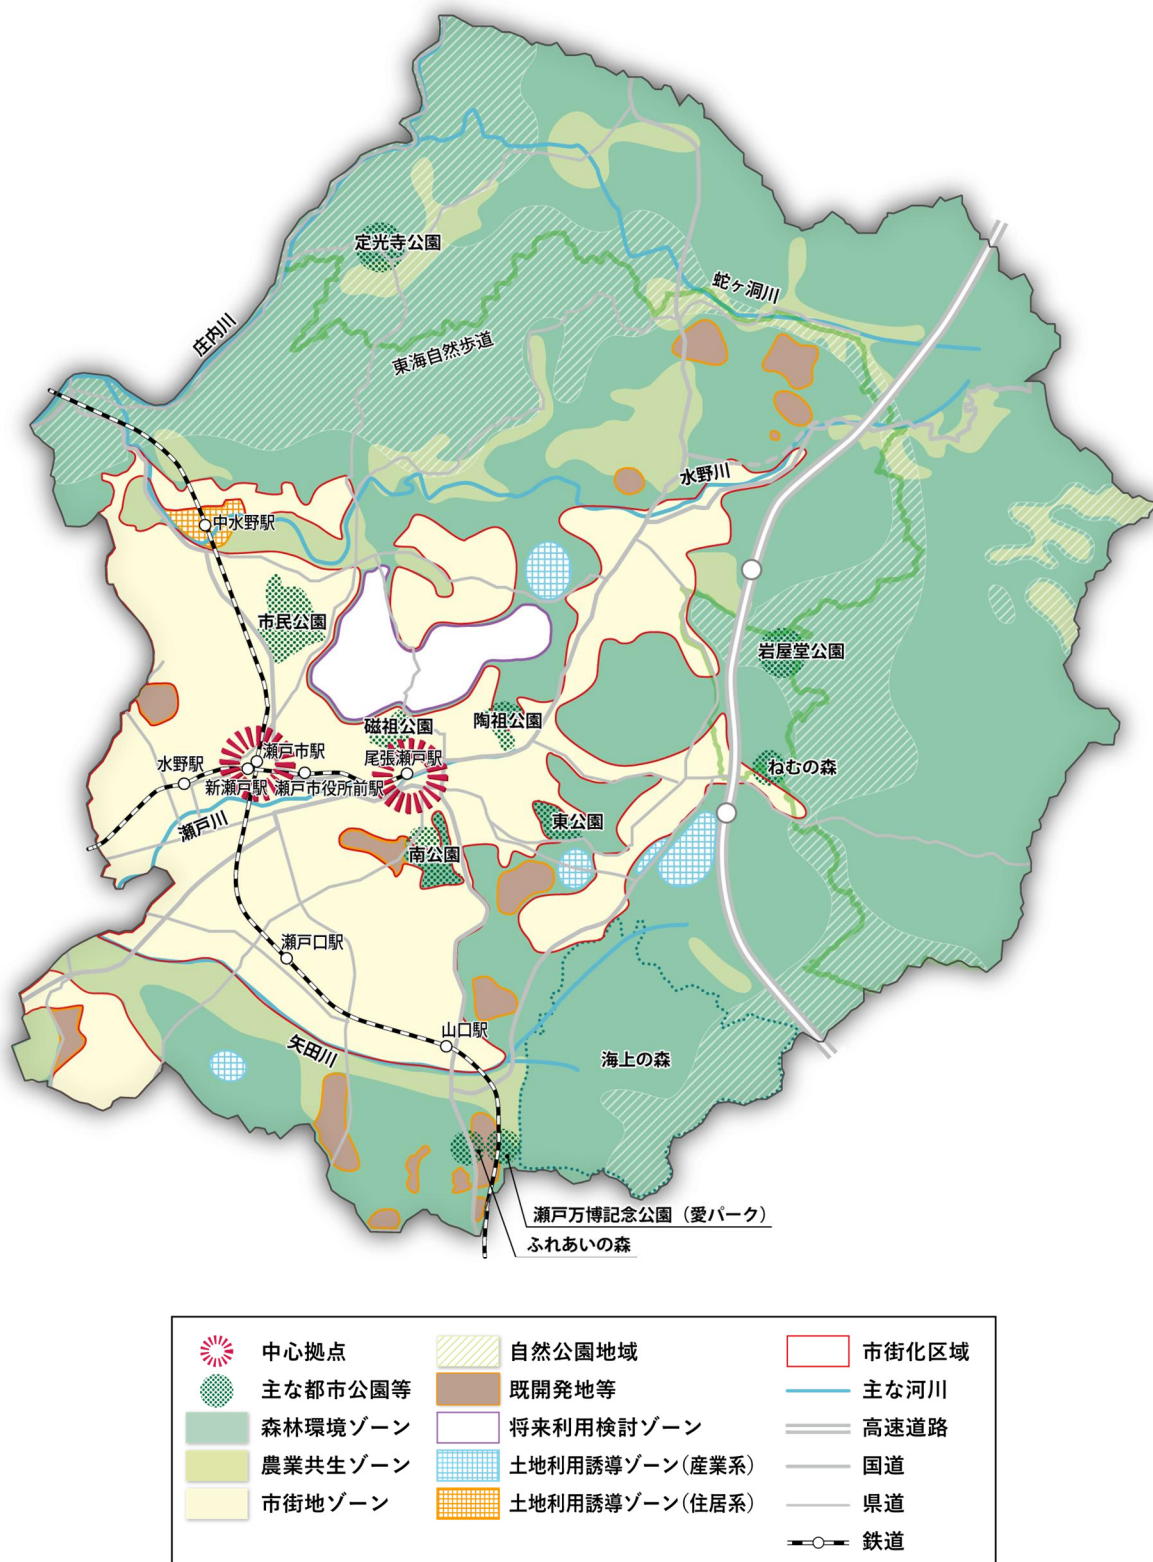 定光寺公園
蛇ヶ洞川
庄内川
東海自然歩道
水野川
中水野駅
市民公園
岩屋堂公園
磁祖公園
陶祖公園
瀬戸市駅
尾張瀬戸駅
水野駅
ねむの森
新瀬戸駅
瀬戸市役所前駅
瀬戸川
東公園
南公園
瀬戸口駅
山口駅
矢田川
海上の森
瀬戸万博記念公園（愛パーク）
ふれあいの森
中心拠点
主な都市公園等
森林環境ゾーン
農業共生ゾーン
市街地ゾーン
自然公園地域
既開発地等
将来利用検討ゾーン
土地利用誘導ゾーン(産業系)
土地利用誘導ゾーン(住居系)
市街化区域
主な河川
高速道路
国道
県道
鉄道